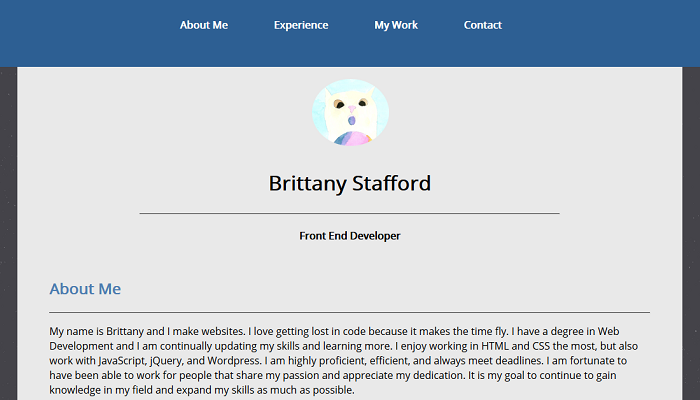 About Me Experience My Work Contact
Brittany Stafford
Front End Developer
About Me
My name is Brittany and I make websites. I love getting lost in code because it makes the time fly. I have a degree in Web
Development and I am continually updating my skills and learning more. I enjoy working in HTML and CSS the most, but also
work with JavaScript, jQuery, and Wordpress. I am highly proficient, efficient, and always meet deadlines. I am fortunate to
have been able to work for people that share my passion and appreciate my dedication. It is my goal to continue to gain
knowledge in my field and expand my skills as much as possible.